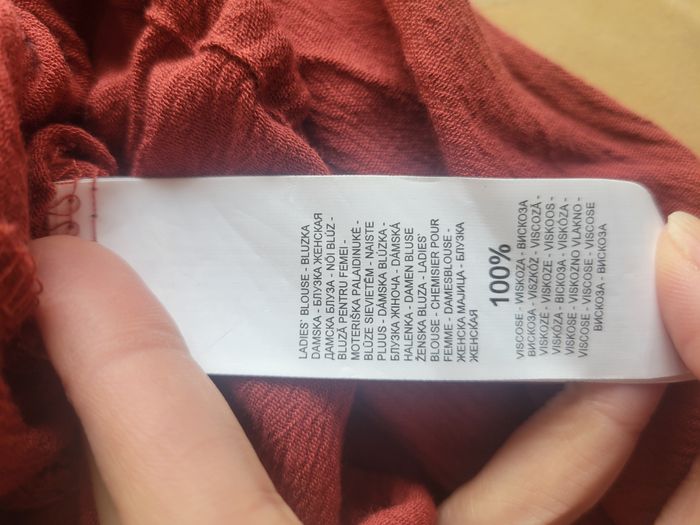 LADIES' BLOUSE - BLUZKA
DAMSKA - БЛУЗКА ЖЕНСКАЯ
ДАМСКА БЛУЗА - NŐI BLÚZ -
BLUZĂ PENTRU FEMEI -
MOTERIŠKA PALAIDINUKĖ -
BLŪZE SIEVIETĒM - NAISTE
PLUUS - DÁMSKA BLÚZKA -
БЛУЗКА ЖІНОЧА - DÁMSKÁ
HALENKA - DAMEN BLUSE
ŽENSKA BLUZA - LADIES'
BLOUSE - CHEMISIER POUR
FEMME - DAMESBLOUSE -
ЖЕНСКА МАЈИЦА - БЛУЗКА
ЖЕНСКАЯ
100%
VISCOSE - WISKOZA - ВИСКОЗА
ВИСКОЗА - VISZKÓZ - VISCOZĂ -
VISKOZĖ - VISKOZE - VISKOOS -
VISKÓZA - ВІСКОЗА - VISKÓZA -
VISKOSE - VISKOZNO VLAKNO -
VISCOSE - VISCOSE - VISCOSE
ВИСКОЗА - ВИСКОЗА